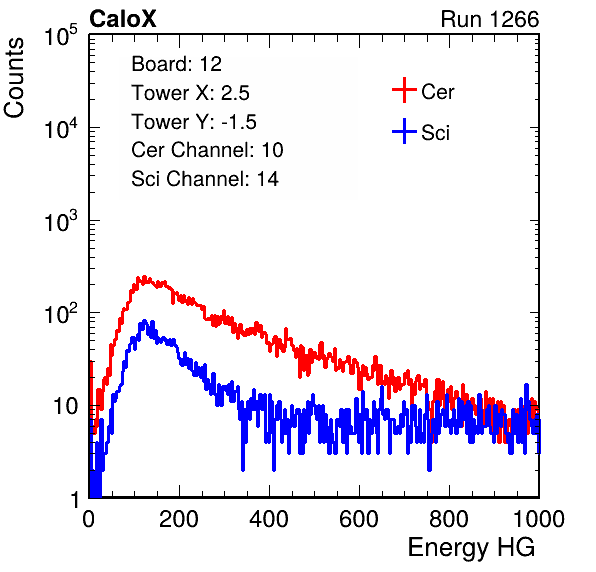 CaloX Run 1266
Board: 12
Tower X: 2.5
Tower Y: -1.5
Cer Channel: 10
Sci Channel: 14
Cer
Sci
Counts
10^5
10^4
10^3
10^2
10
1
0 200 400 600 800 1000
Energy HG